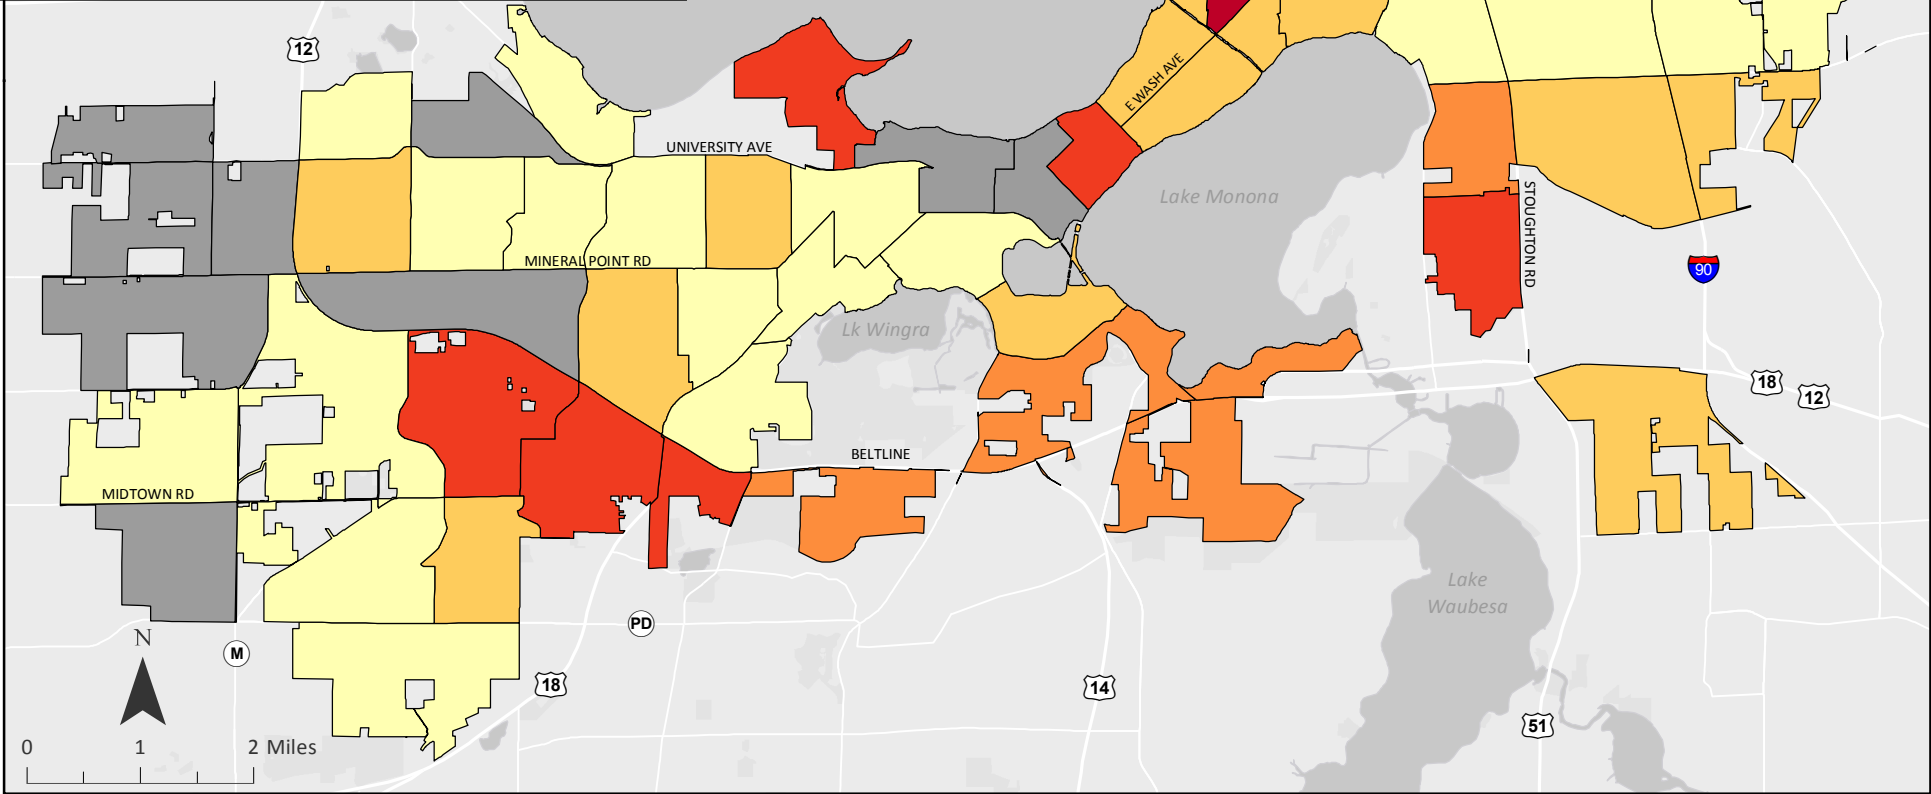 12
E WASH AVE
UNIVERSITY AVE
Lake Monona
STOUGHTON RD
MINERAL POINT RD
90
Lk Wingra
18
12
BELTLINE
MIDTOWN RD
Lake
Waubesa
PD
N
M
18
14
51
0 1 2 Miles